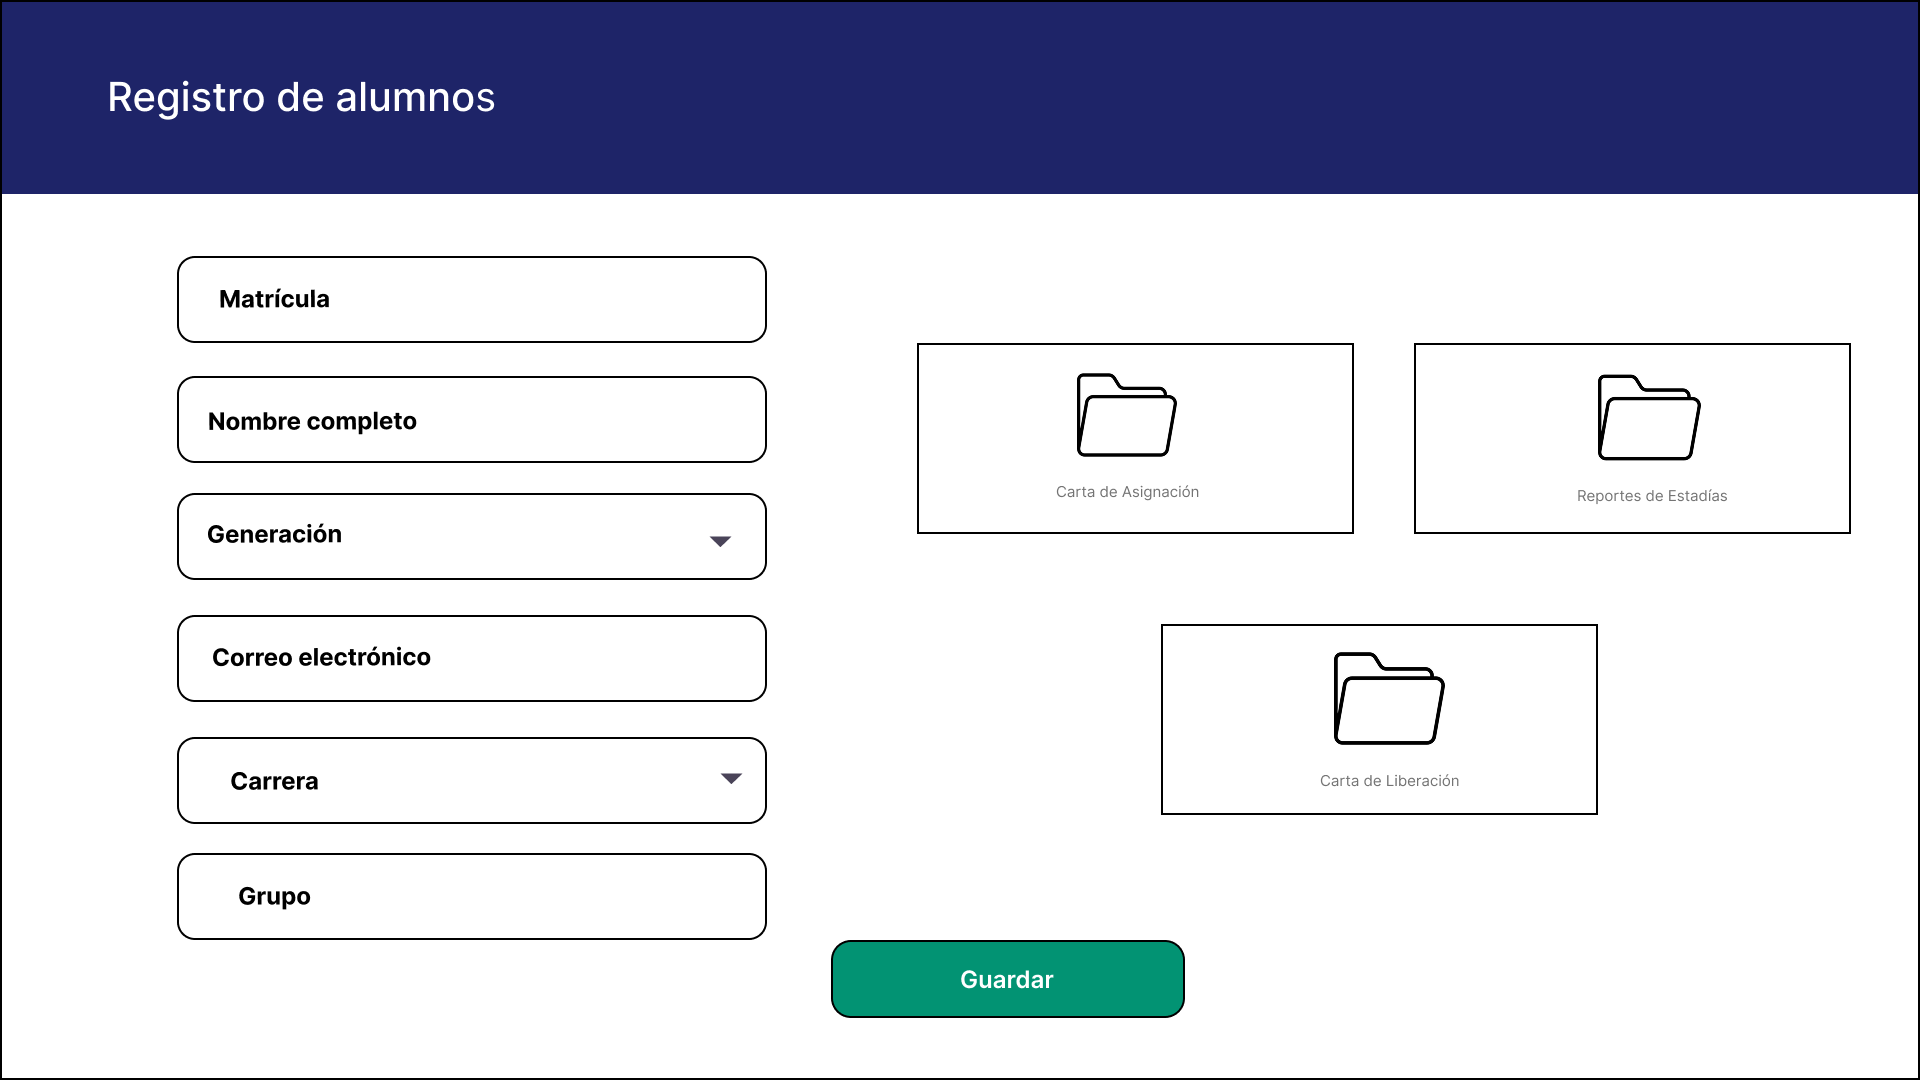 Registro de alumnos
Matrícula
Nombre completo
Generación
Correo electrónico
Carrera
Grupo
Carta de Asignación
Reportes de Estadías
Carta de Liberación
Guardar